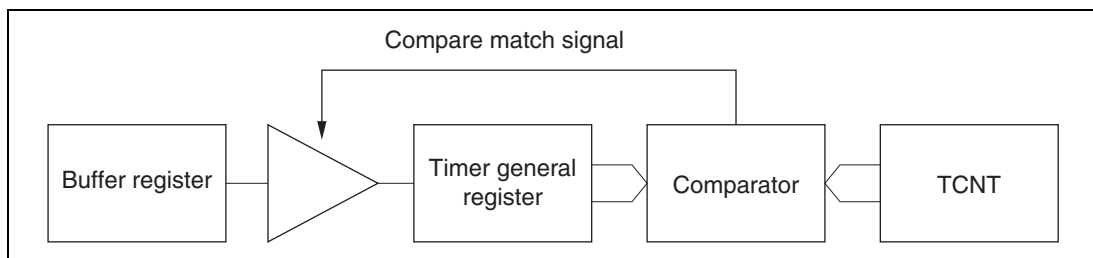 Compare match signal
Buffer register
Timer general
register
Comparator
TCNT